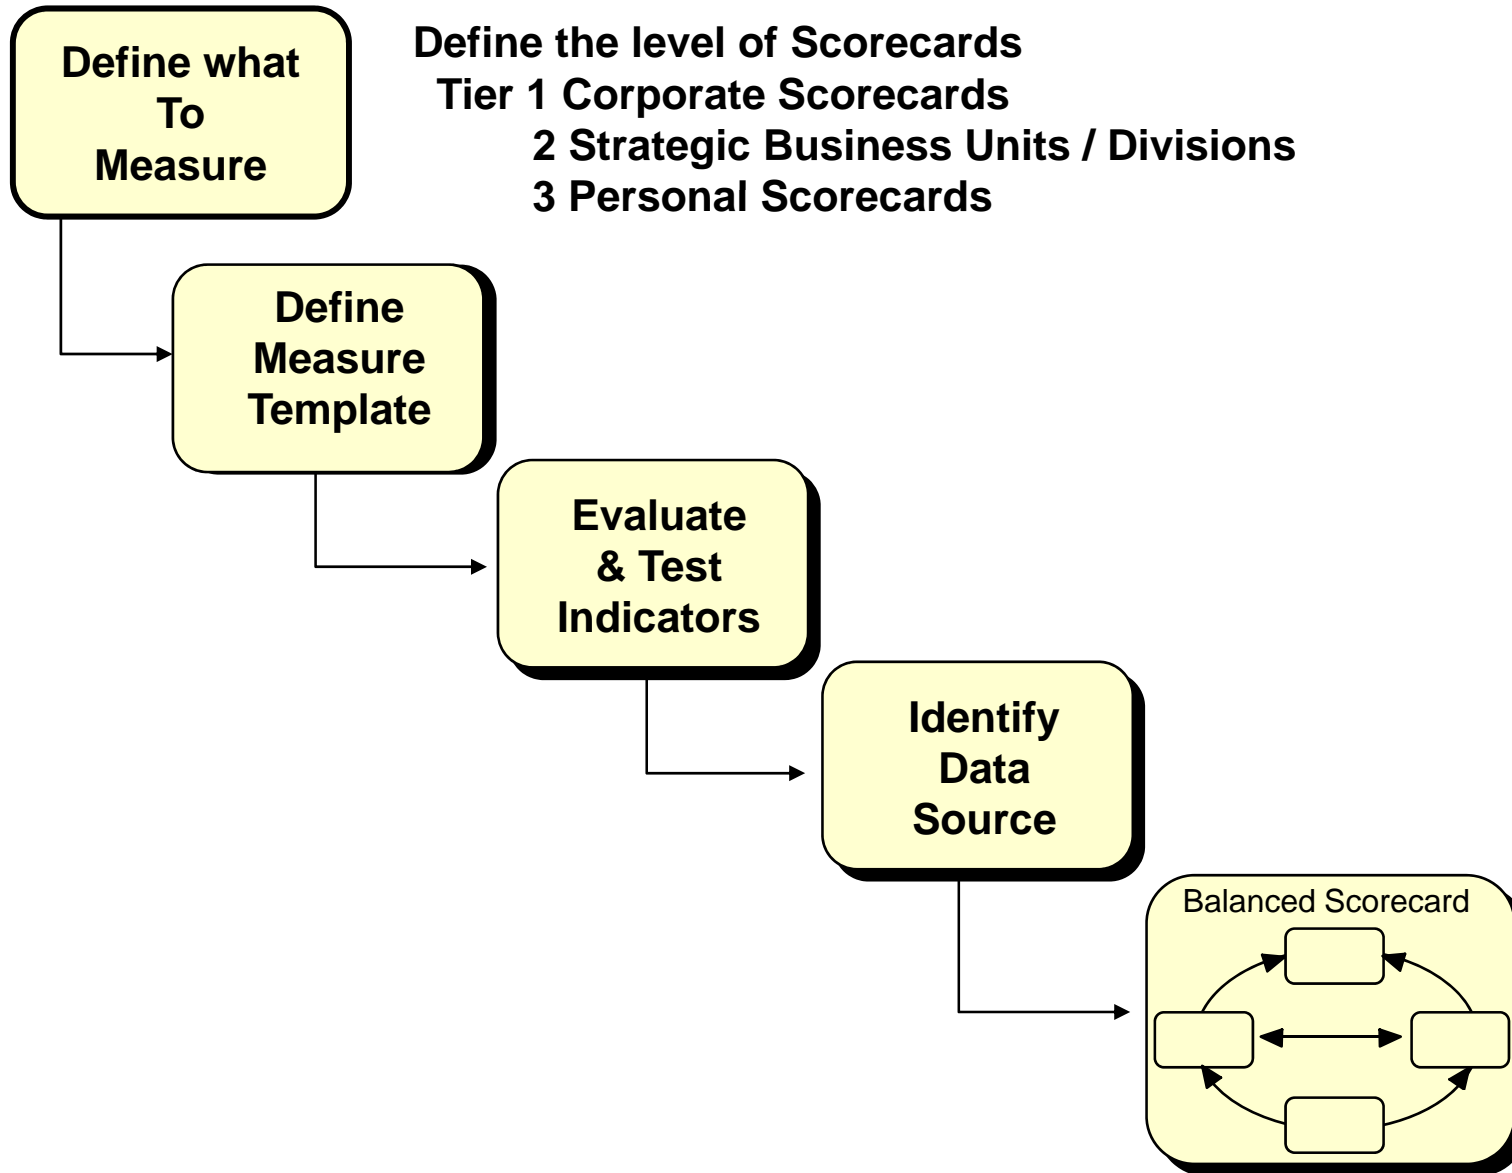 Define what
To
Measure
Define the level of Scorecards
Tier 1 Corporate Scorecards
2 Strategic Business Units / Divisions
3 Personal Scorecards
Define
Measure
Template
Evaluate
& Test
Indicators
Identify
Data
Source
Balanced Scorecard